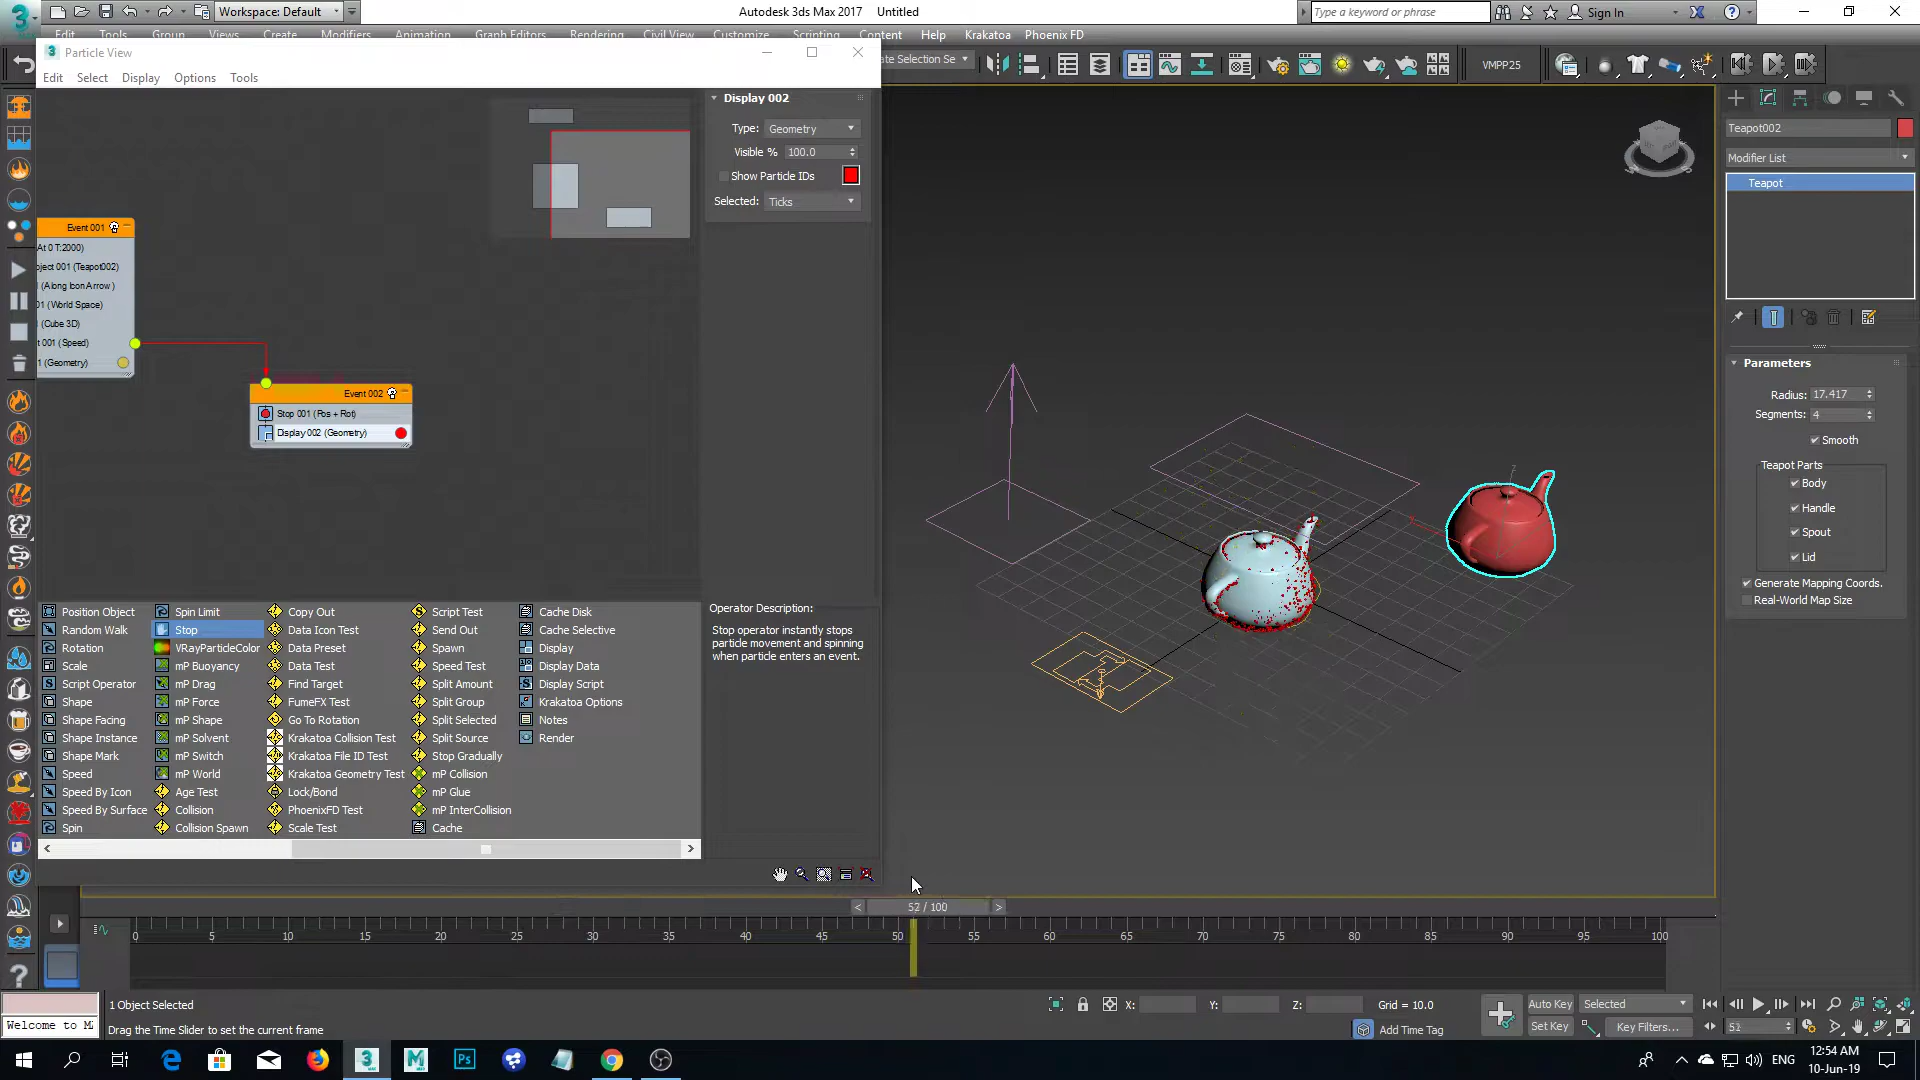 Workspace: Default
Autodesk 3ds Max 2017 Untitled
Type a keyword or phrase
Sign In
Edit Tools Group Views Create Modifiers Animation Graph Editors Rendering Civil View Customize Scripting Content Help Krakatoa Phoenix FD
Particle View
ate Selection Se
VMPP25
Edit Select Display Options Tools
Display 002
Type: Geometry
Visible % 100.0
Show Particle IDs
Selected: Ticks
Event 001
At 0 T:2000)
oject 001 (Teapot002)
(Along Icon Arrow )
01 (World Space)
(Cube 3D)
t 001 (Speed)
1 (Geometry)
Event 002
Stop 001 (Pos + Rot)
Display 002 (Geometry)
Teapot002
Modifier List
Teapot
Parameters
Radius: 17.417
Segments: 4
Smooth
Teapot Parts
Body
Handle
Spout
Lid
Generate Mapping Coords.
Real-World Map Size
Position Object Spin Limit Copy Out Script Test Cache Disk
Random Walk Stop Data Icon Test Send Out Cache Selective
Rotation VRayParticleColor Data Preset Spawn Display
Scale mP Buoyancy Data Test Speed Test Display Data
Script Operator mP Drag Find Target Split Amount Display Script
Shape mP Force FumeFX Test Split Group Krakatoa Options
Shape Facing mP Shape Go To Rotation Split Selected Notes
Shape Instance mP Solvent Krakatoa Collision Test Split Source Render
Shape Mark mP Switch Krakatoa File ID Test Stop Gradually
Speed mP World Krakatoa Geometry Test mP Collision
Speed By Icon Age Test Lock/Bond mP Glue
Speed By Surface Collision PhoenixFD Test mP InterCollision
Spin Collision Spawn Scale Test Cache
Operator Description:
Stop operator instantly stops
particle movement and spinning
when particle enters an event.
< 52 / 100 >
0 5 10 15 20 25 30 35 40 45 50 55 60 65 70 75 80 85 90 95 100
1 Object Selected
X: Y: Z: Grid = 10.0
Auto Key Selected
Welcome to M
Drag the Time Slider to set the current frame
Add Time Tag
Set Key Key Filters... 51
ENG
12:54 AM
10-Jun-19